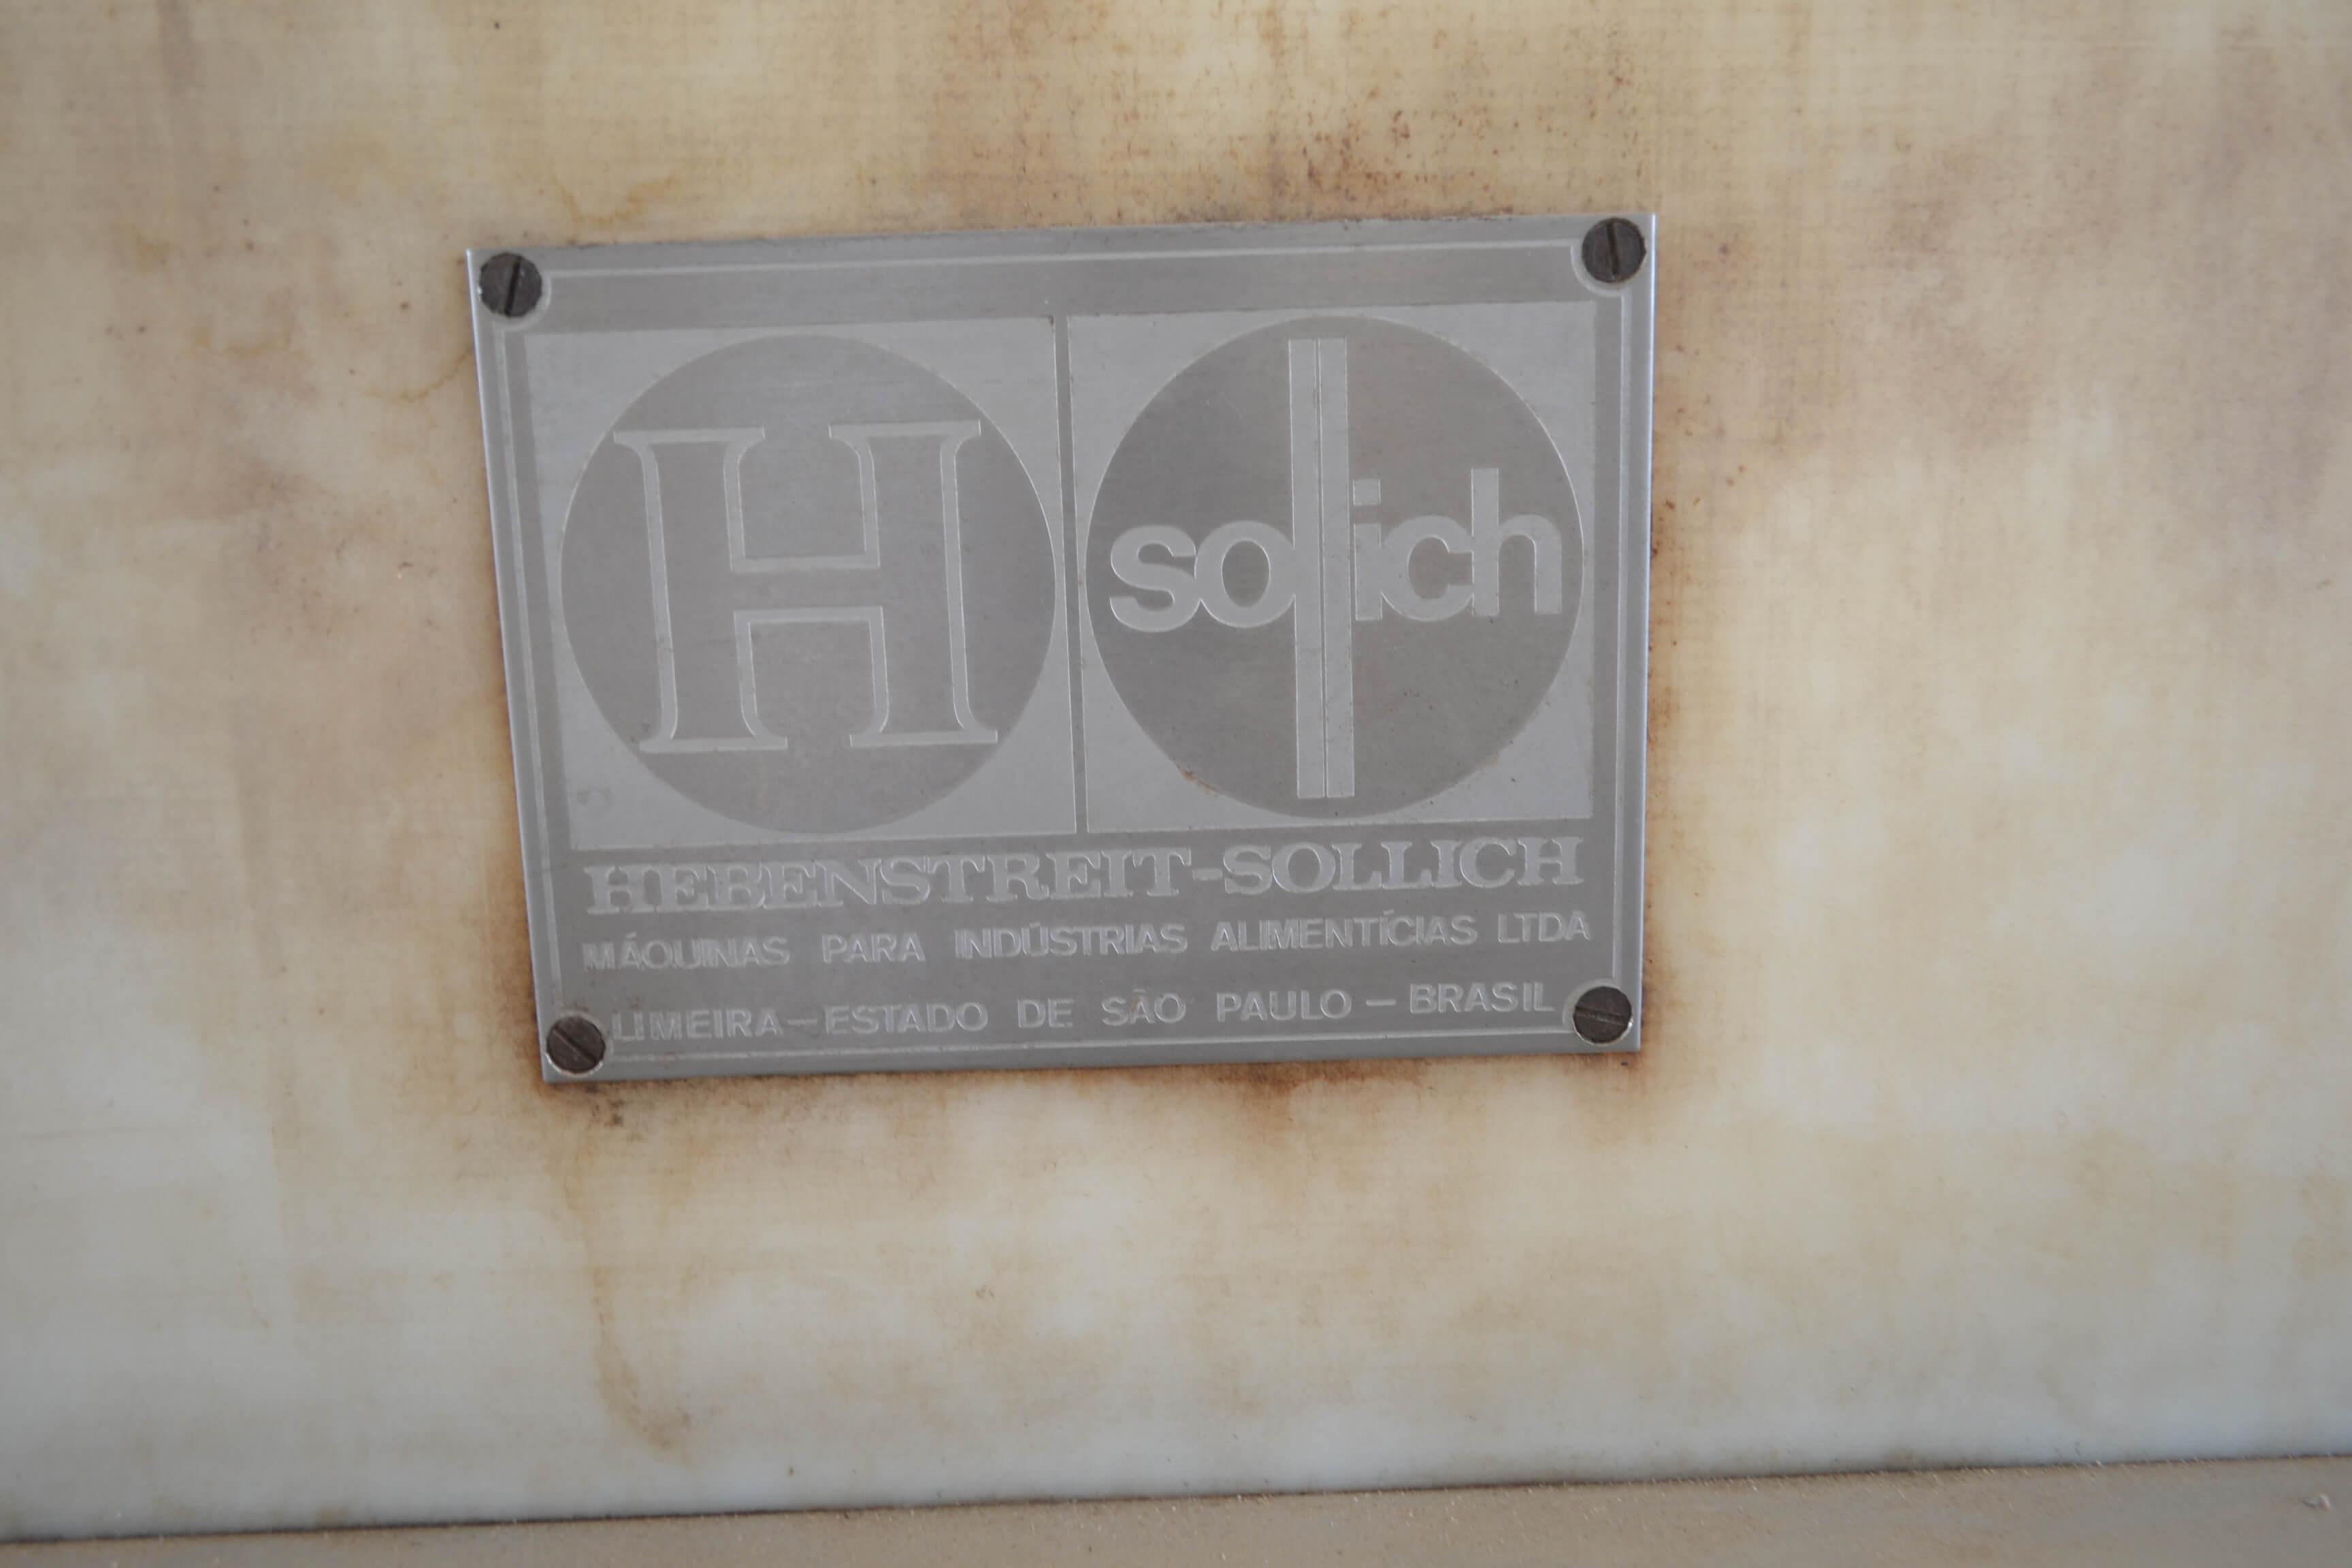 H
sollich
HEBENSTREIT-SOLLICH
MÁQUINAS PARA INDÚSTRIAS ALIMENTÍCIAS LTDA
LIMEIRA-ESTADO DE SÃO PAULO-BRASIL